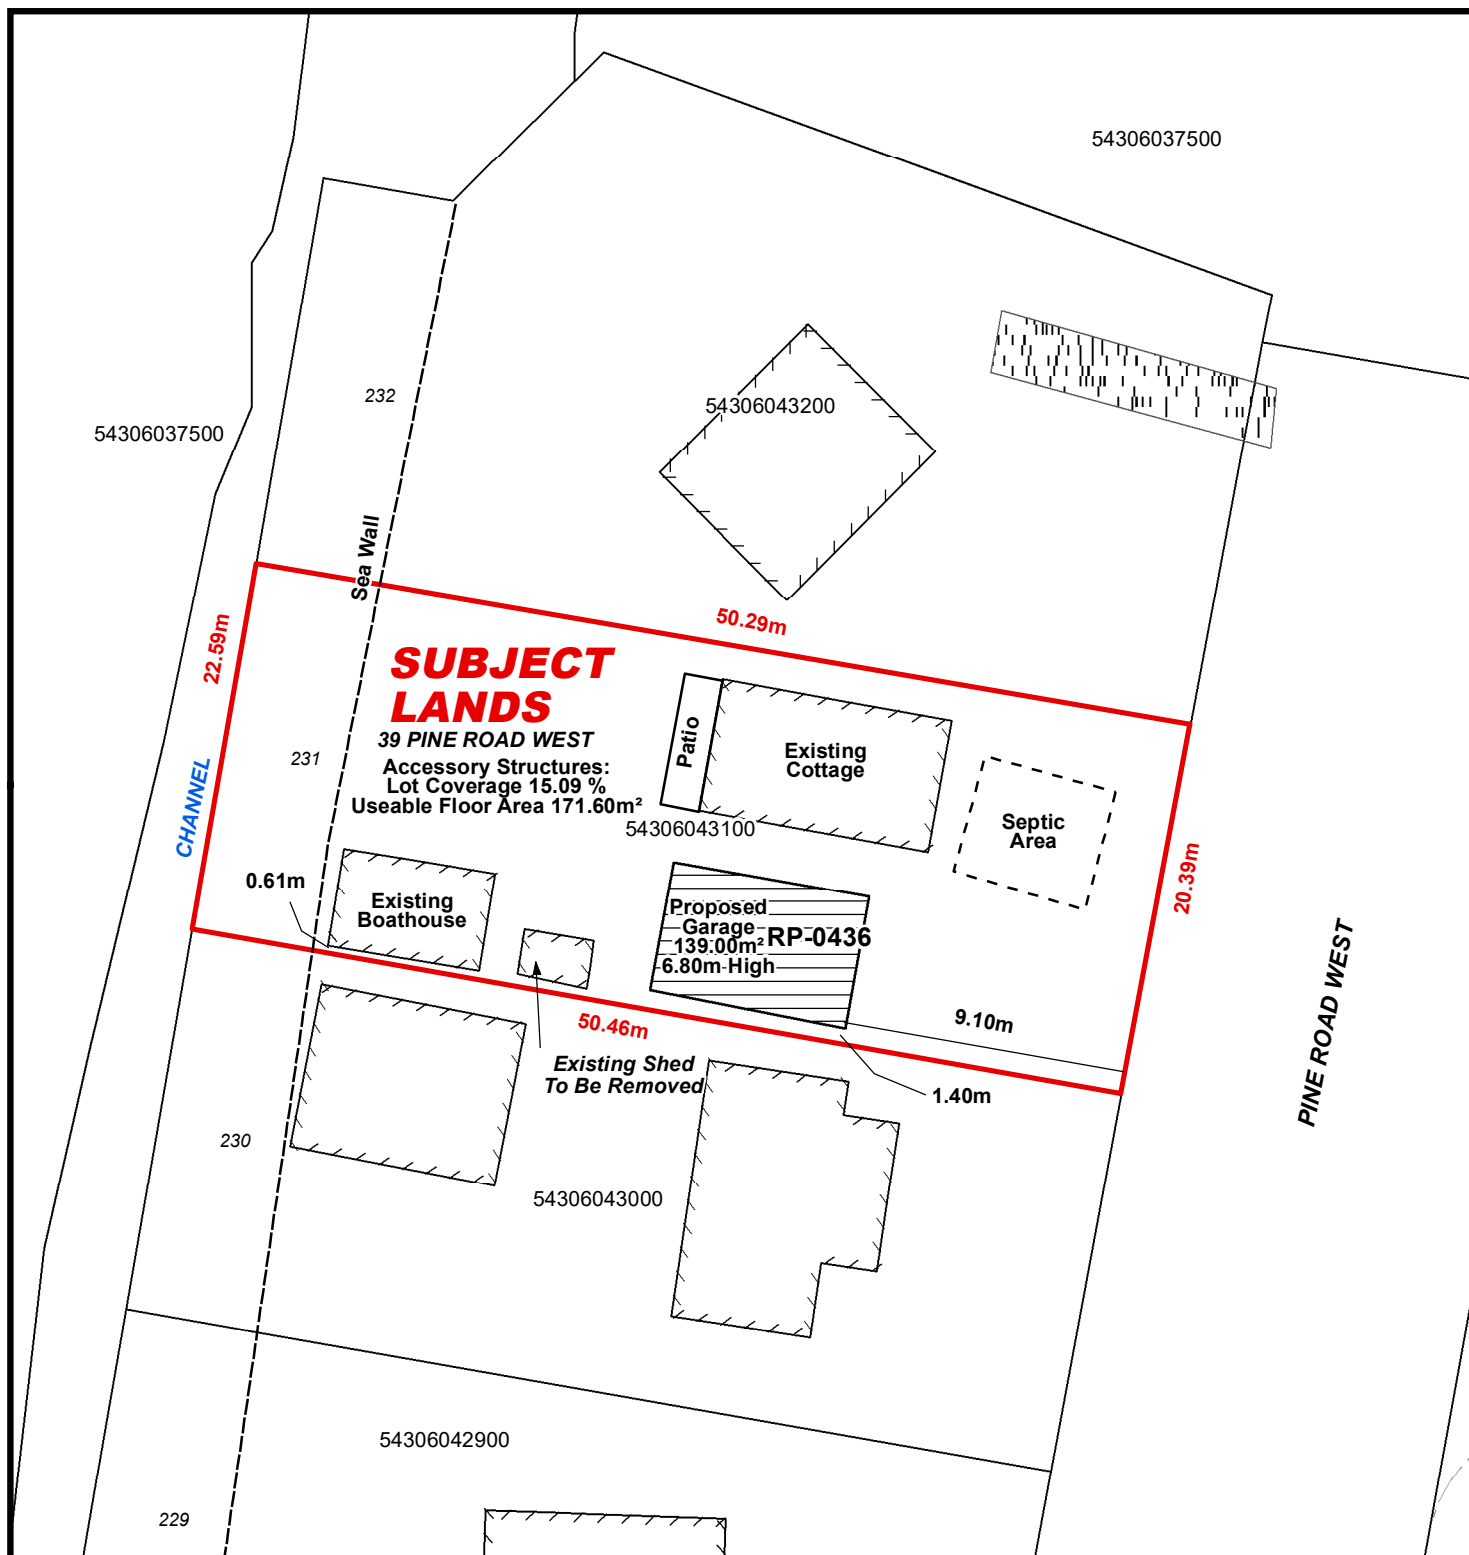 54306037500
232
54306043200
54306037500
Sea Wall
50.29m
22.59m
SUBJECT
LANDS
39 PINE ROAD WEST
Accessory Structures:
Lot Coverage 15.09 %
Useable Floor Area 171.60m²
231
CHANNEL
Patio
Existing
Cottage
Septic
Area
54306043100
20.39m
0.61m
Existing
Boathouse
Proposed
Garage
139.00m²
6.80m High
RP-0436
9.10m
50.46m
Existing Shed
To Be Removed
1.40m
PINE ROAD WEST
230
54306043000
54306042900
229